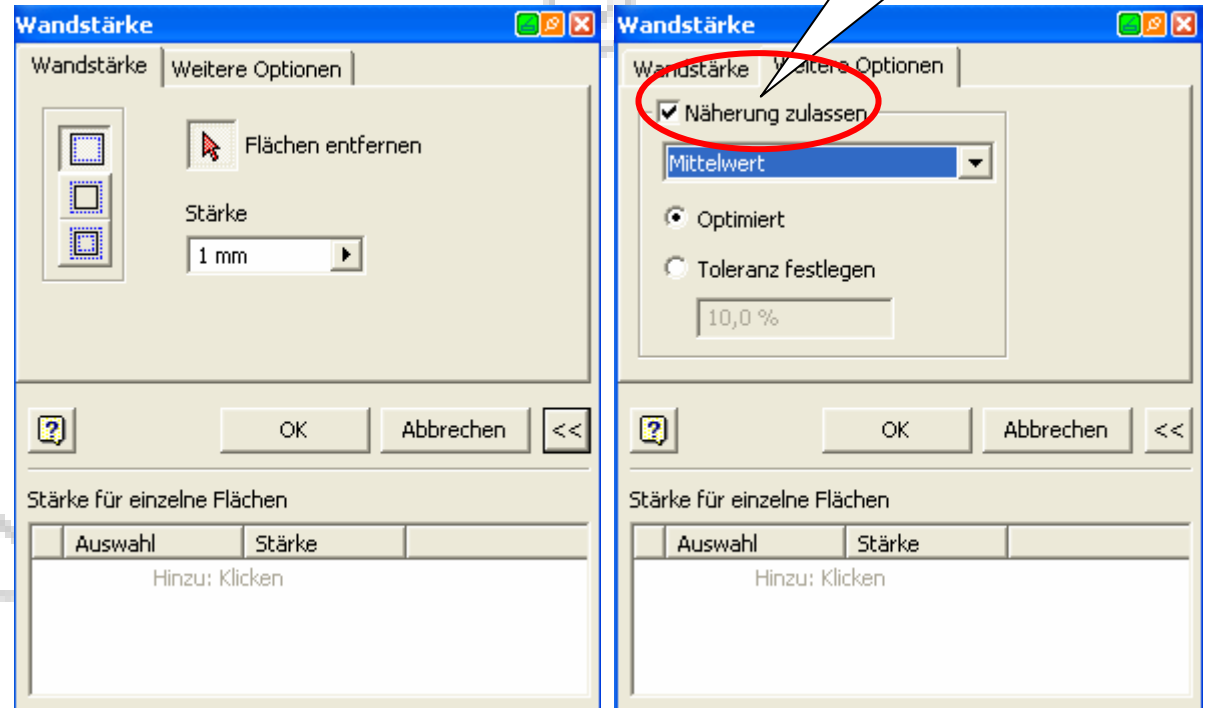 Wandstärke
Wandstärke Weitere Optionen
Flächen entfernen
Stärke
1 mm
OK Abbrechen <<
Stärke für einzelne Flächen
Auswahl Stärke
Hinzu: Klicken
Wandstärke
Wandstärke Weitere Optionen
Näherung zulassen
Mittelwert
Optimiert
Toleranz festlegen
10,0 %
OK Abbrechen <<
Stärke für einzelne Flächen
Auswahl Stärke
Hinzu: Klicken